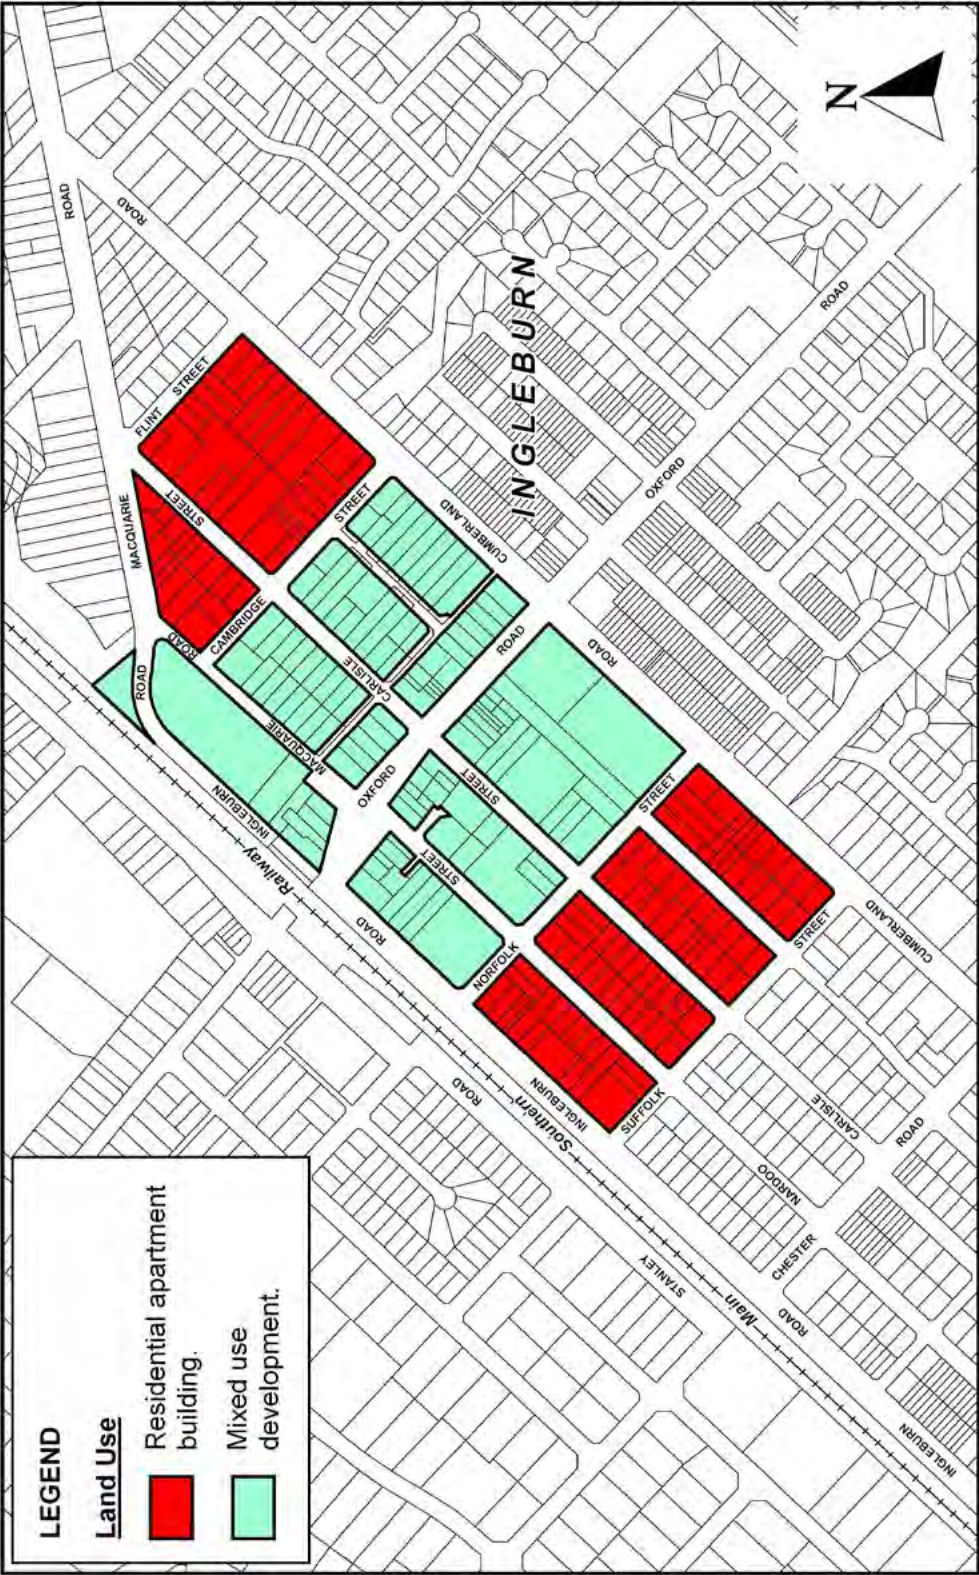 LEGEND
Land Use
Residential apartment
building.
Mixed use
development.
N
INGLEBURN
ROAD
ROAD
FLINT STREET
MACQUARIE
STREET
ROAD
CAMBRIDGE
STREET
ROAD
CARLISLE
CUMBERLAND
MACQUARIE
INGLEBURN
Railway
OXFORD
ROAD
ROAD
OXFORD
ROAD
STREET
STREET
ROAD
NORFOLK
STREET
INGLEBURN
SUFFOLK
STREET
CUMBERLAND
ROAD
Southern
CARLISLE
ROAD
NARDOO
CHESTER
STANLEY
Main
ROAD
INGLEBURN